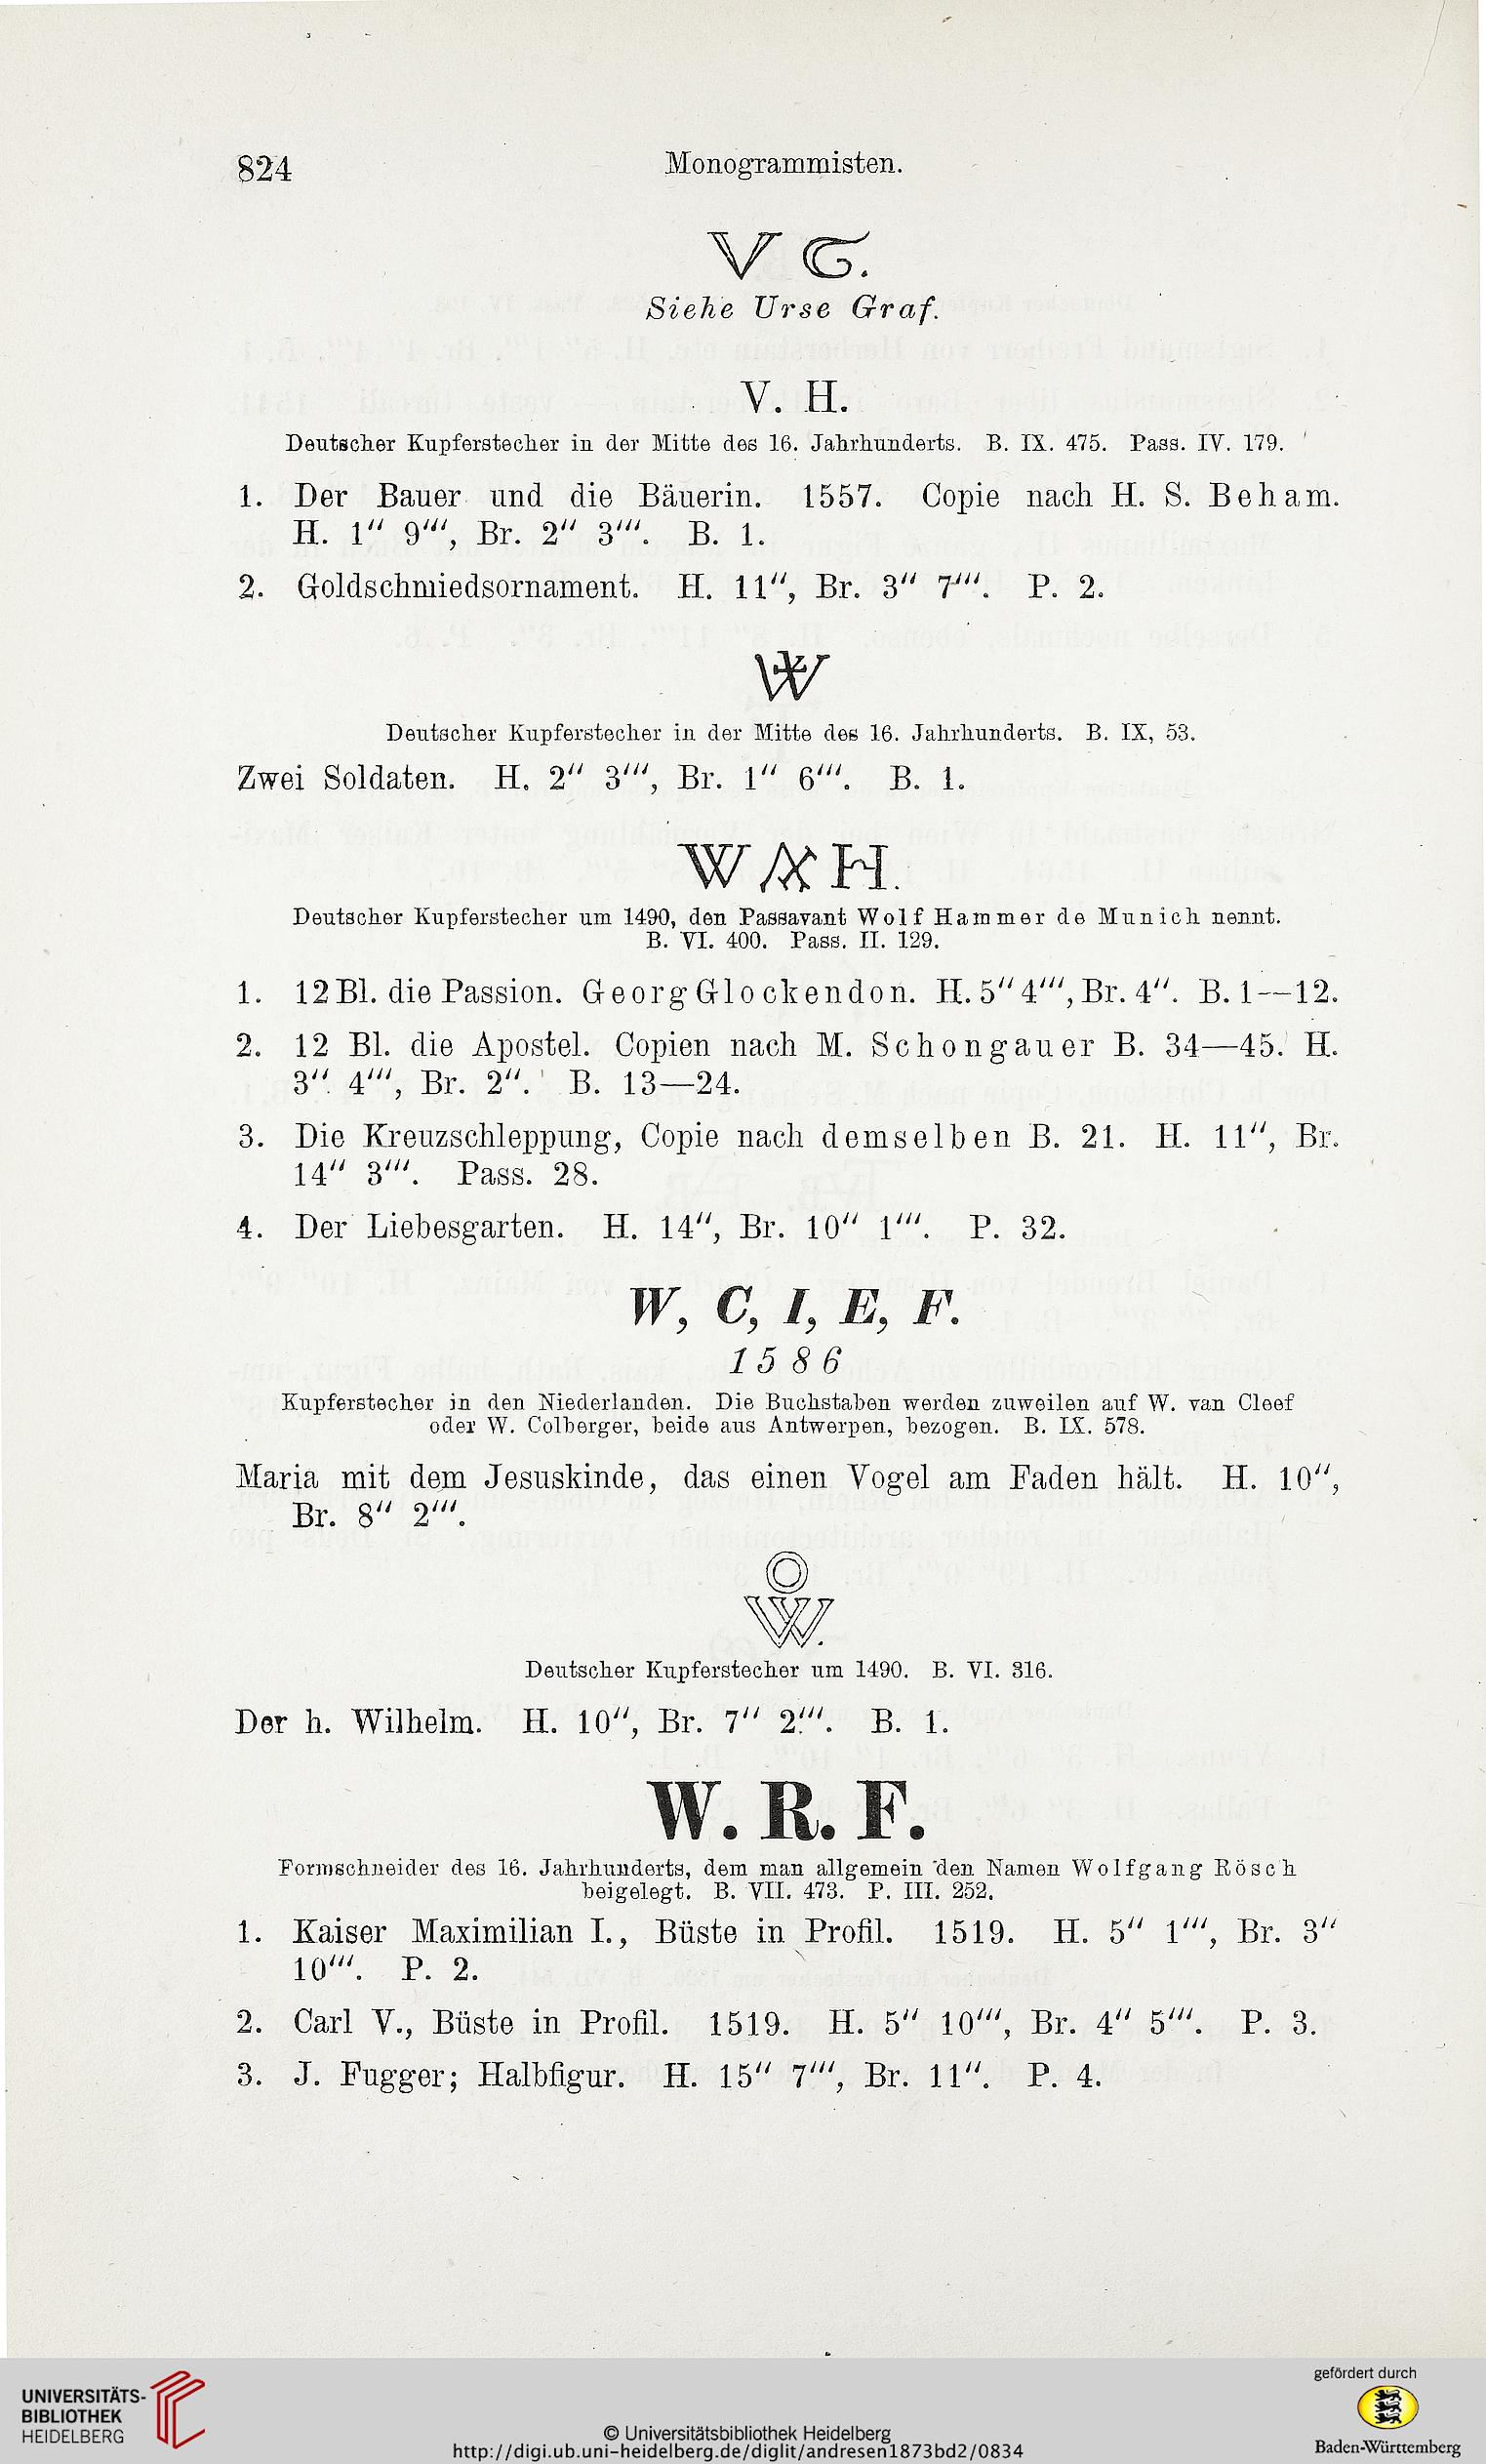 824
Monogrammisten.
V G.
Siehe Urse Graf.
V. H.
Deutscher Kupferstecher in der Mitte des 16. Jahrhunderts. B. IX. 475. Pass. IV. 179.
1. Der Bauer und die Bäuerin. 1557. Copie nach H. S. Beham.
H. 1″ 9‴, Br. 2″ 3‴. B. 1.
2. Goldschmiedsornament. H. 11″, Br. 3″ 7‴. P. 2.
W
Deutscher Kupferstecher in der Mitte des 16. Jahrhunderts. B. IX, 53.
Zwei Soldaten. H. 2″ 3‴, Br. 1″ 6‴. B. 1.
W H.
Deutscher Kupferstecher um 1490, den Passavant Wolf Hammer de Munich nennt.
B. VI. 400. Pass. II. 129.
1. 12 Bl. die Passion. Georg Glockendon. H. 5″ 4‴, Br. 4″. B. 1—12.
2. 12 Bl. die Apostel. Copien nach M. Schongauer B. 34—45. H.
3″ 4‴, Br. 2″. B. 13—24.
3. Die Kreuzschleppung, Copie nach demselben B. 21. H. 11″, Br.
14″ 3‴. Pass. 28.
4. Der Liebesgarten. H. 14″, Br. 10″ 1‴. P. 32.
W, C, I, E, F.
1586
Kupferstecher in den Niederlanden. Die Buchstaben werden zuweilen auf W. van Cleef
oder W. Colberger, beide aus Antwerpen, bezogen. B. IX. 578.
Maria mit dem Jesuskinde, das einen Vogel am Faden hält. H. 10″,
Br. 8″ 2‴.
O
W.
Deutscher Kupferstecher um 1490. B. VI. 316.
Der h. Wilhelm. H. 10″, Br. 7″ 2‴. B. 1.
W. R. F.
Formschneider des 16. Jahrhunderts, dem man allgemein den Namen Wolfgang Rösch
beigelegt. B. VII. 473. P. III. 252.
1. Kaiser Maximilian I., Büste in Profil. 1519. H. 5″ 1‴, Br. 3″
10‴. P. 2.
2. Carl V., Büste in Profil. 1519. H. 5″ 10‴, Br. 4″ 5‴. P. 3.
3. J. Fugger; Halbfigur. H. 15″ 7‴, Br. 11″. P. 4.
UNIVERSITÄTS-
BIBLIOTHEK
HEIDELBERG
© Universitätsbibliothek Heidelberg
http://digi.ub.uni-heidelberg.de/diglit/andresen1873bd2/0834
gefördert durch
Baden-Württemberg